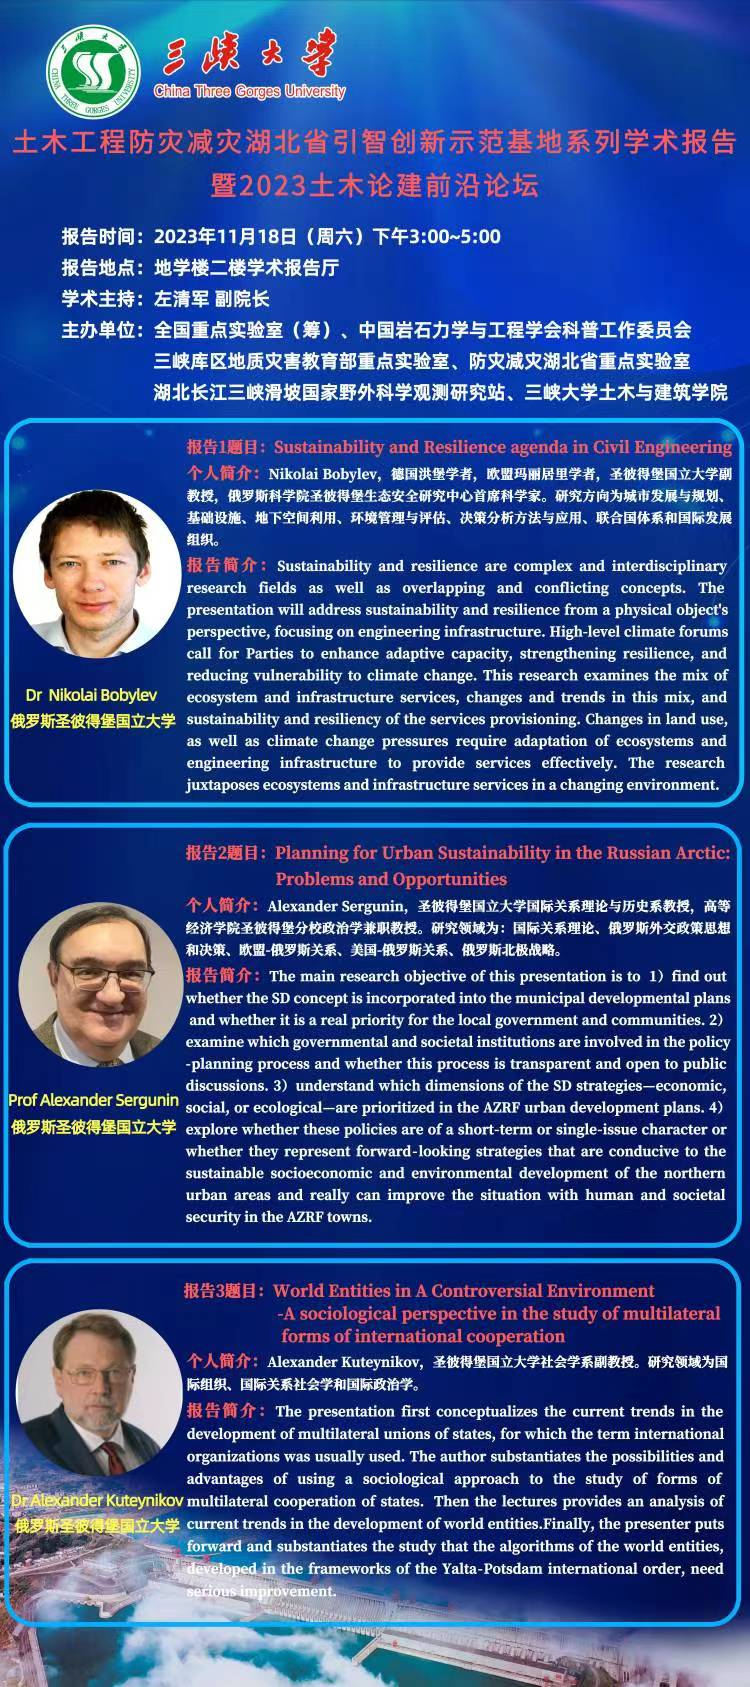 三峡大学
CHINA THREE GORGES UNIVERSITY
三峡大学
China Three Gorges University
土木工程防灾减灾湖北省引智创新示范基地系列学术报告
暨2023土木论建前沿论坛
报告时间：2023年11月18日（周六）下午3:00~5:00
报告地点：地学楼二楼学术报告厅
学术主持：左清军 副院长
主办单位：全国重点实验室（筹）、中国岩石力学与工程学会科普工作委员会
三峡库区地质灾害教育部重点实验室、防灾减灾湖北省重点实验室
湖北长江三峡滑坡国家野外科学观测研究站、三峡大学土木与建筑学院
报告1题目：Sustainability and Resilience agenda in Civil Engineering
个人简介：Nikolai Bobylev，德国洪堡学者，欧盟玛丽居里学者，圣彼得堡国立大学副
教授，俄罗斯科学院圣彼得堡生态安全研究中心首席科学家。研究方向为城市发展与规划、
基础设施、地下空间利用、环境管理与评估、决策分析方法与应用、联合国体系和国际发展
组织。
报告简介：Sustainability and resilience are complex and interdisciplinary
research fields as well as overlapping and conflicting concepts. The
presentation will address sustainability and resilience from a physical object's
perspective, focusing on engineering infrastructure. High-level climate forums
call for Parties to enhance adaptive capacity, strengthening resilience, and
reducing vulnerability to climate change. This research examines the mix of
ecosystem and infrastructure services, changes and trends in this mix, and
sustainability and resiliency of the services provisioning. Changes in land use,
as well as climate change pressures require adaptation of ecosystems and
engineering infrastructure to provide services effectively. The research
juxtaposes ecosystems and infrastructure services in a changing environment.
Dr Nikolai Bobylev
俄罗斯圣彼得堡国立大学
报告2题目：Planning for Urban Sustainability in the Russian Arctic:
Problems and Opportunities
个人简介：Alexander Sergunin，圣彼得堡国立大学国际关系理论与历史系教授，高等
经济学院圣彼得堡分校政治学兼职教授。研究领域为：国际关系理论、俄罗斯外交政策思想
和决策、欧盟-俄罗斯关系、美国-俄罗斯关系、俄罗斯北极战略。
报告简介：The main research objective of this presentation is to 1）find out
whether the SD concept is incorporated into the municipal developmental plans
and whether it is a real priority for the local government and communities. 2）
examine which governmental and societal institutions are involved in the policy
-planning process and whether this process is transparent and open to public
discussions. 3）understand which dimensions of the SD strategies—economic,
social, or ecological—are prioritized in the AZRF urban development plans. 4）
explore whether these policies are of a short-term or single-issue character or
whether they represent forward-looking strategies that are conducive to the
sustainable socioeconomic and environmental development of the northern
urban areas and really can improve the situation with human and societal
security in the AZRF towns.
Prof Alexander Sergunin
俄罗斯圣彼得堡国立大学
报告3题目：World Entities in A Controversial Environment
-A sociological perspective in the study of multilateral
forms of international cooperation
个人简介：Alexander Kuteynikov，圣彼得堡国立大学社会学系副教授。研究领域为国
际组织、国际关系社会学和国际政治学。
报告简介：The presentation first conceptualizes the current trends in the
development of multilateral unions of states, for which the term international
organizations was usually used. The author substantiates the possibilities and
advantages of using a sociological approach to the study of forms of
multilateral cooperation of states. Then the lectures provides an analysis of
current trends in the development of world entities.Finally, the presenter puts
forward and substantiates the study that the algorithms of the world entities,
developed in the frameworks of the Yalta-Potsdam international order, need
serious improvement.
Dr Alexander Kuteynikov
俄罗斯圣彼得堡国立大学